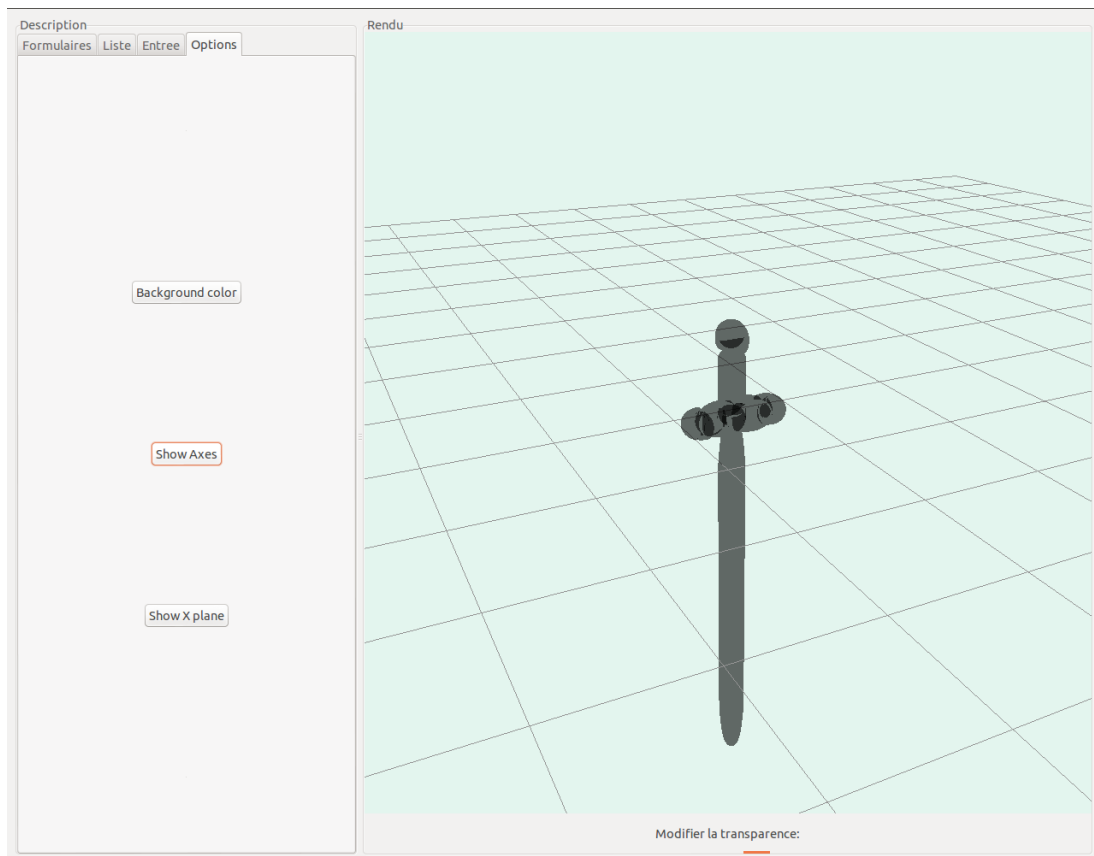 Description
Formulaires Liste Entree Options
Background color
Show Axes
Show X plane
Rendu
Modifier la transparence: